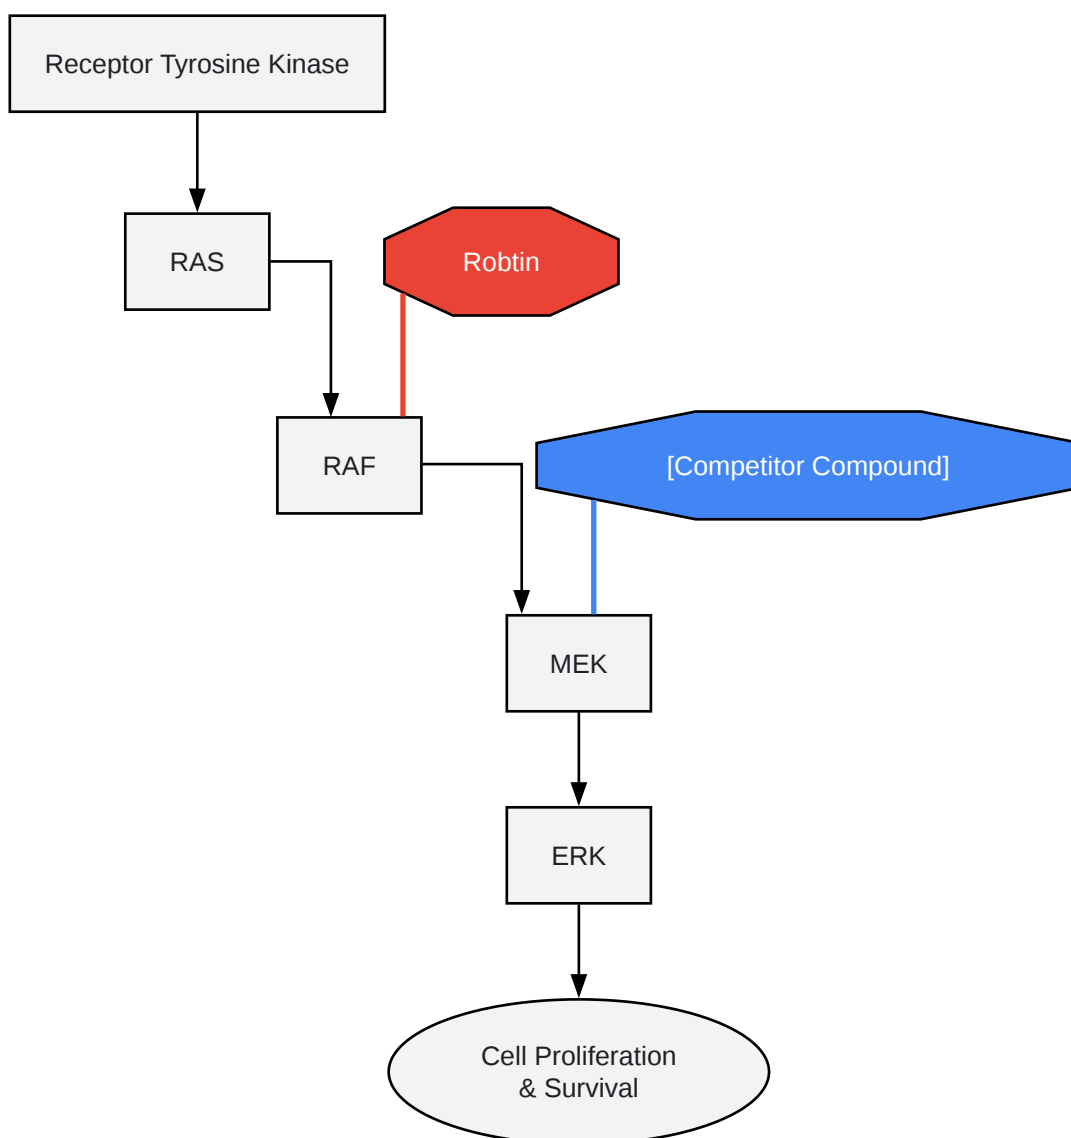 Receptor Tyrosine Kinase
RAS
Robtin
RAF
[Competitor Compound]
MEK
ERK
Cell Proliferation
& Survival